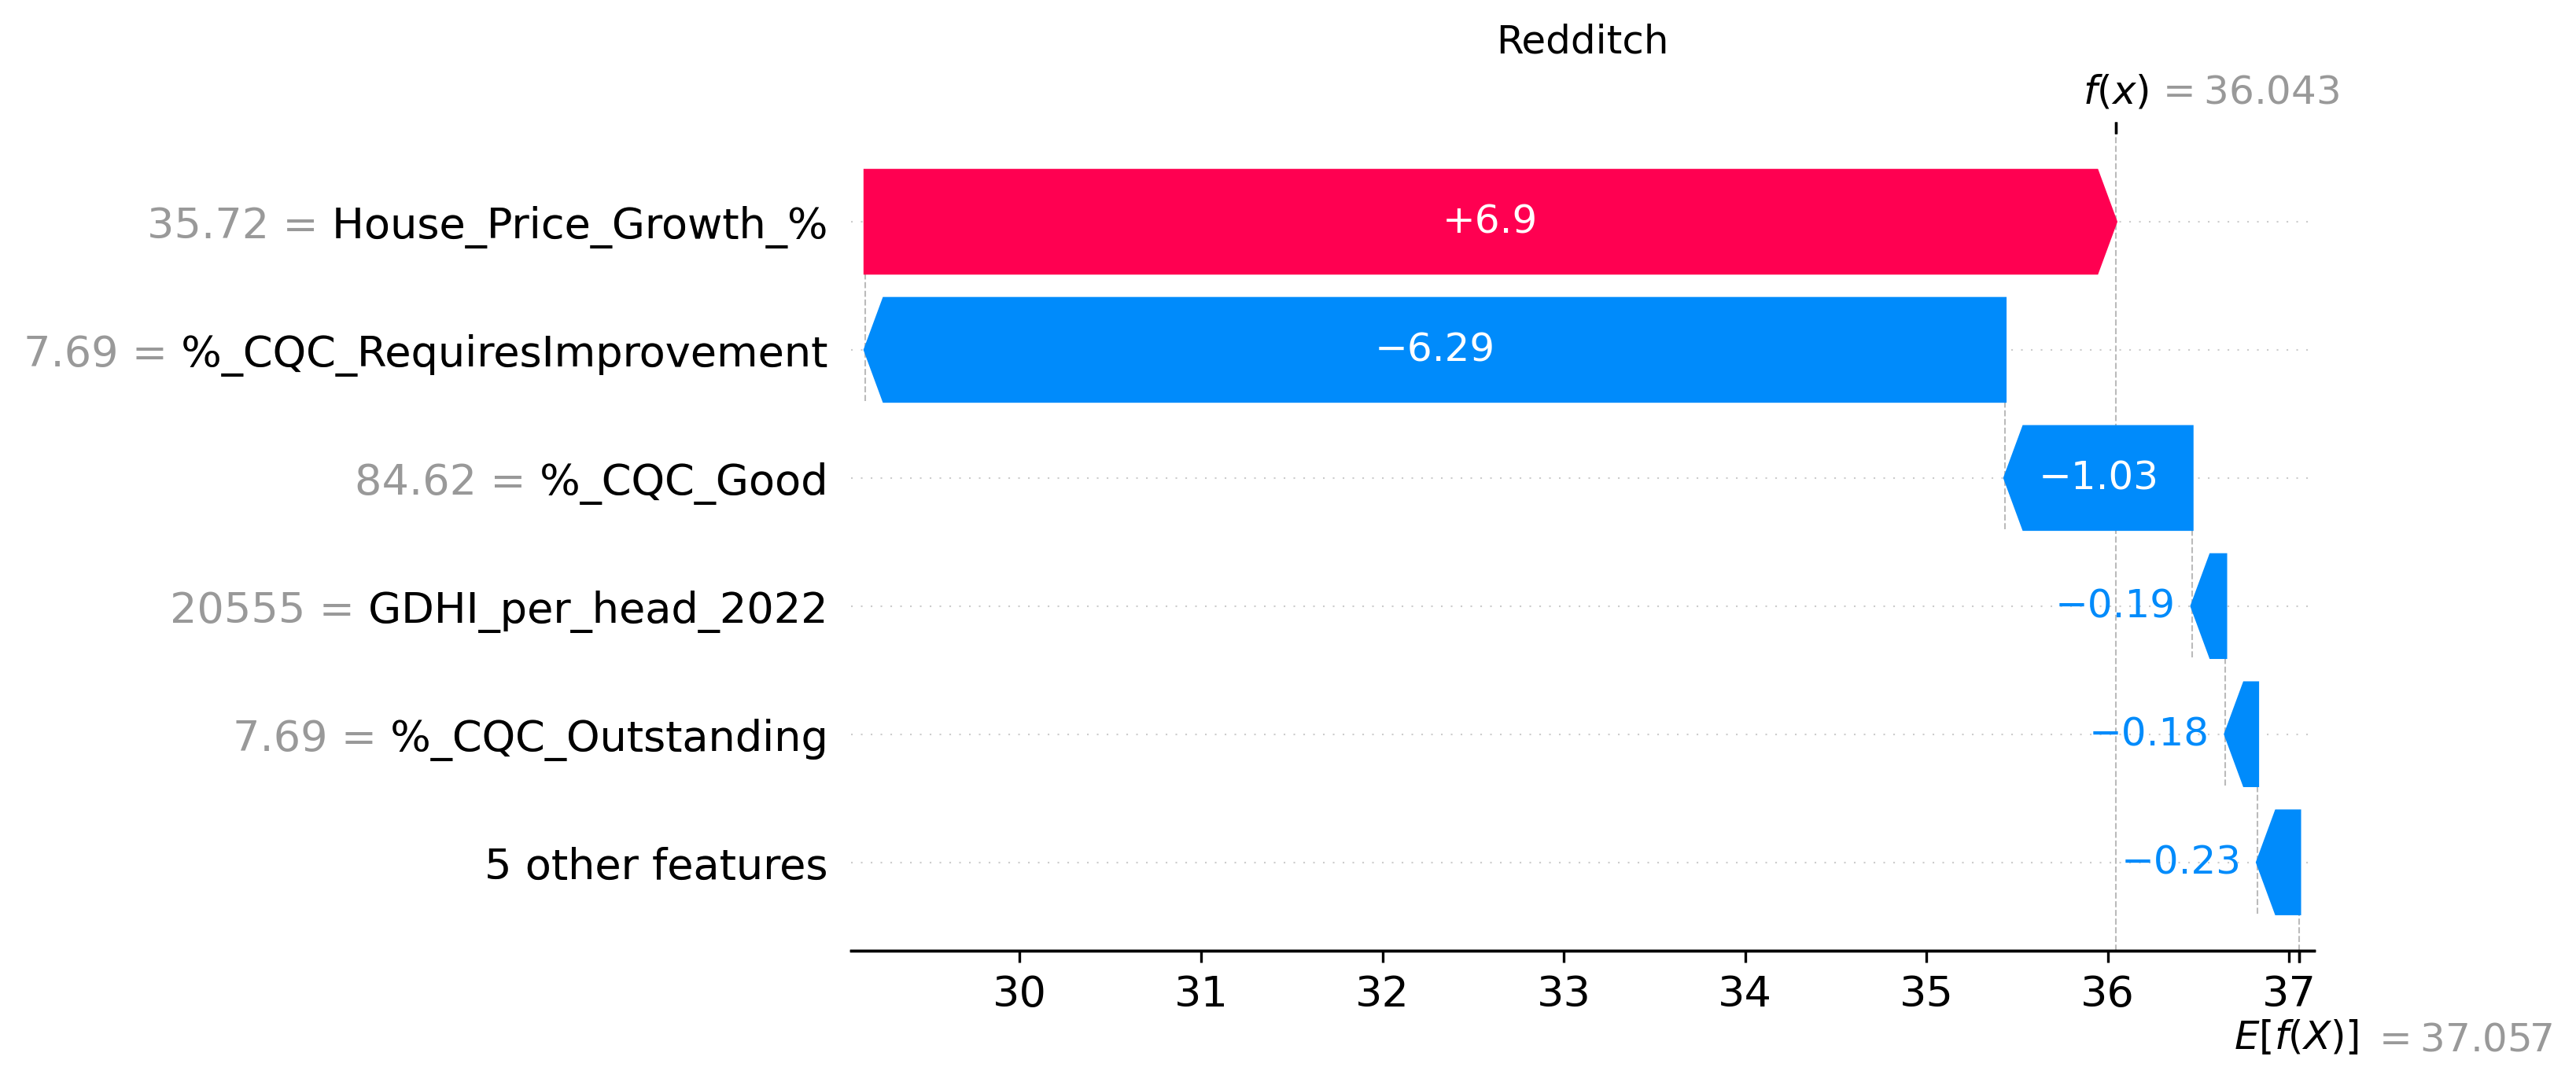 Redditch
f(x) = 36.043
35.72 = House_Price_Growth_%
+6.9
7.69 = %_CQC_RequiresImprovement
−6.29
84.62 = %_CQC_Good
−1.03
20555 = GDHI_per_head_2022
−0.19
7.69 = %_CQC_Outstanding
−0.18
5 other features
−0.23
30 31 32 33 34 35 36 37
E[f(X)] = 37.057